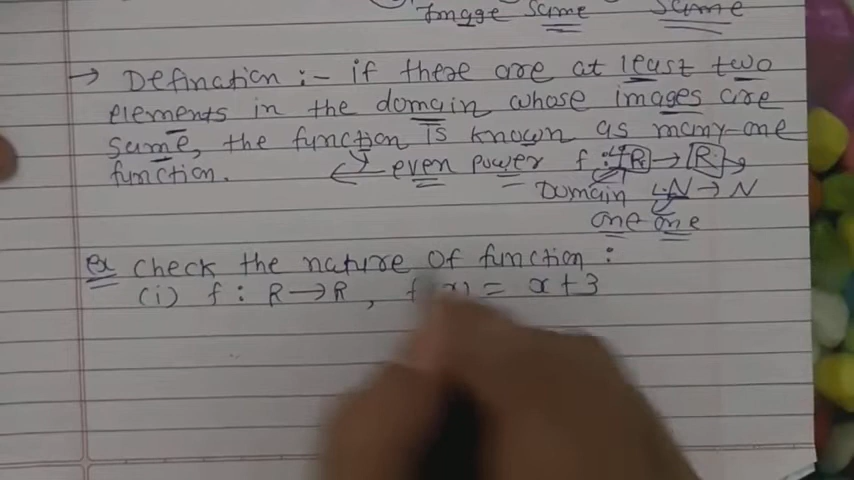 Image same same
→ Defination :- if there are at least two
elements in the domain whose images are
same, the function is known as many-one
function. even power f : R → R
Domain N → N
one one
ex check the nature of function :
(i) f : R → R, f(x) = x + 3